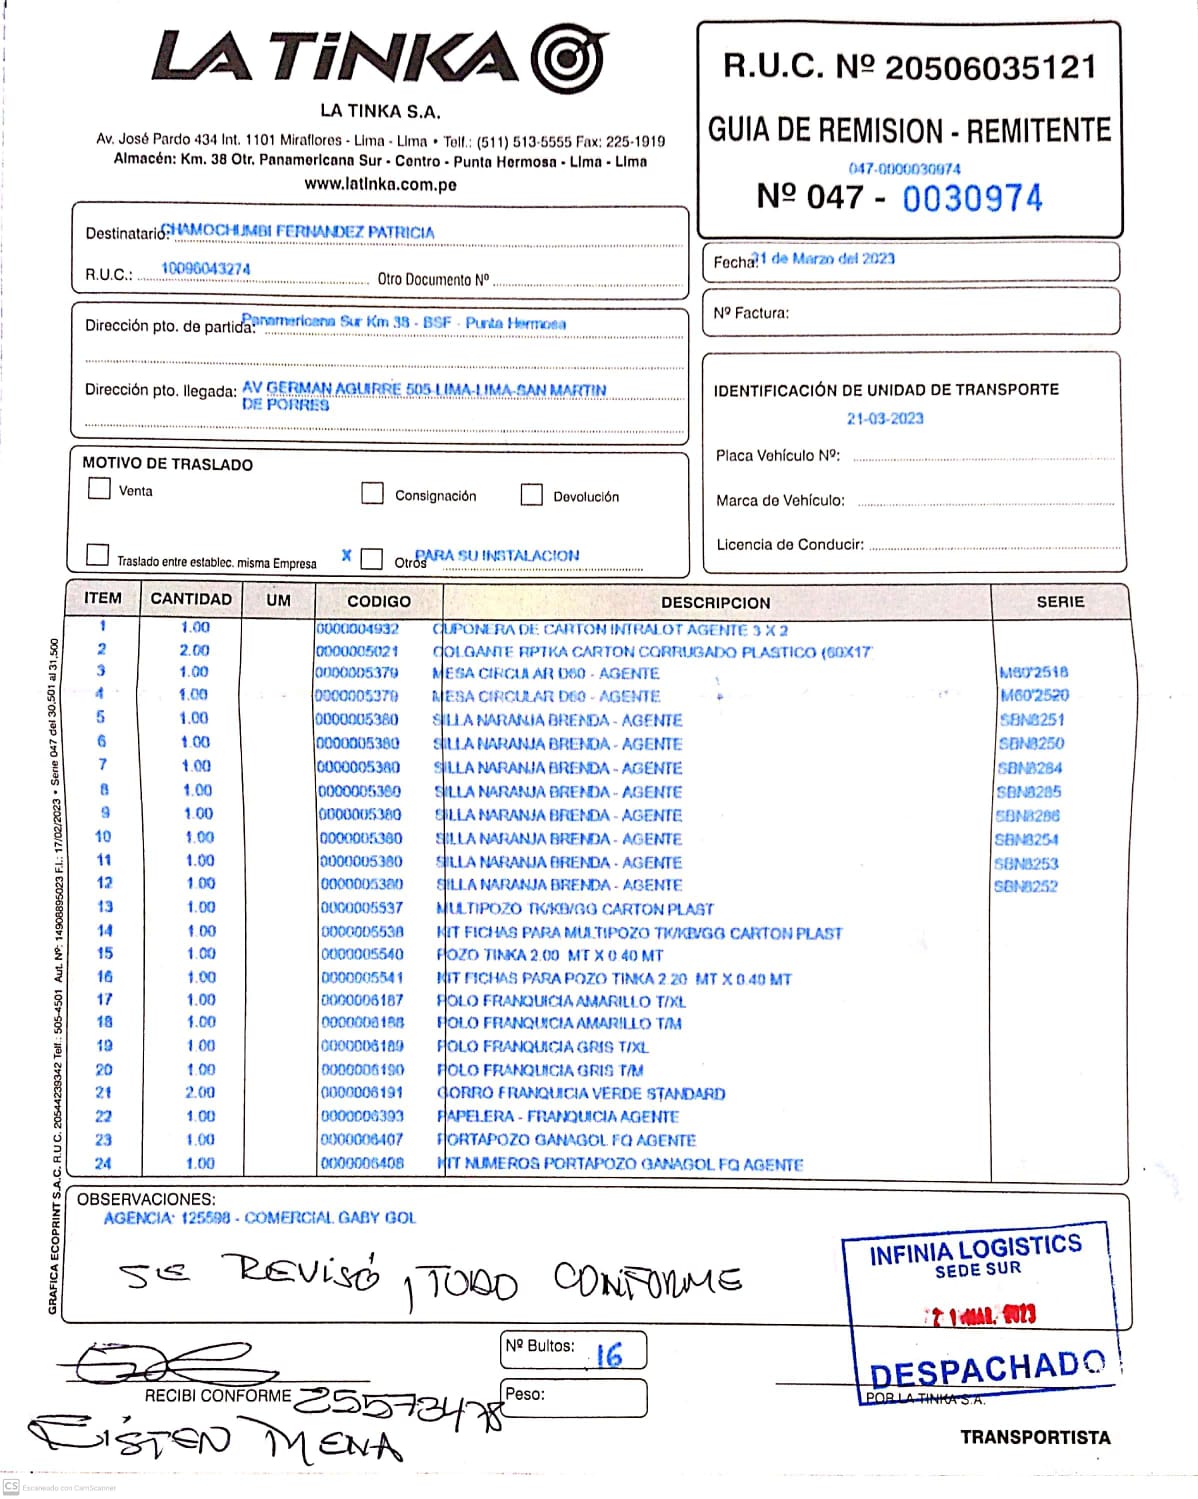 LA TiNKA
LA TINKA S.A.
Av. José Pardo 434 Int. 1101 Miraflores - Lima - Lima • Telf.: (511) 513-5555 Fax: 225-1919
Almacén: Km. 38 Otr. Panamericana Sur - Centro - Punta Hermosa - Lima - Lima
www.latinka.com.pe
R.U.C. Nº 20506035121
GUIA DE REMISION - REMITENTE
047-0000030974
Nº 047 - 0030974
Destinatario: CHAMOCHUMBI FERNANDEZ PATRICIA
R.U.C.: 10096043274 Otro Documento Nº
Fecha: 21 de Marzo del 2023
Nº Factura:
Dirección pto. de partida: Panamericana Sur Km 38 - BSF - Punta Hermosa
Dirección pto. llegada: AV GERMAN AGUIRRE 505-LIMA-LIMA-SAN MARTIN
DE PORRES
IDENTIFICACIÓN DE UNIDAD DE TRANSPORTE
21-03-2023
Placa Vehículo Nº:
Marca de Vehículo:
Licencia de Conducir:
MOTIVO DE TRASLADO
Venta Consignación Devolución
Traslado entre establec. misma Empresa X Otros PARA SU INSTALACION
ITEM CANTIDAD UM CODIGO DESCRIPCION SERIE
1 1.00 0000004932 CUPONERA DE CARTON INTRALOT AGENTE 3 X 2
2 2.00 0000005021 COLGANTE RPTKA CARTON CORRUGADO PLASTICO (60X17
3 1.00 0000005379 MESA CIRCULAR D60 - AGENTE M60'2518
4 1.00 0000005379 MESA CIRCULAR D60 - AGENTE M60'2520
5 1.00 0000005380 SILLA NARANJA BRENDA - AGENTE SBN8251
6 1.00 0000005380 SILLA NARANJA BRENDA - AGENTE SBN8250
7 1.00 0000005380 SILLA NARANJA BRENDA - AGENTE SBN8284
8 1.00 0000005380 SILLA NARANJA BRENDA - AGENTE SBN8285
9 1.00 0000005380 SILLA NARANJA BRENDA - AGENTE SBN8286
10 1.00 0000005380 SILLA NARANJA BRENDA - AGENTE SBN8254
11 1.00 0000005380 SILLA NARANJA BRENDA - AGENTE SBN8253
12 1.00 0000005380 SILLA NARANJA BRENDA - AGENTE SBN8252
13 1.00 0000005537 MULTIPOZO TK/KB/GG CARTON PLAST
14 1.00 0000005538 KIT FICHAS PARA MULTIPOZO TK/KB/GG CARTON PLAST
15 1.00 0000005540 POZO TINKA 2.00 MT X 0.40 MT
16 1.00 0000005541 KIT FICHAS PARA POZO TINKA 2.20 MT X 0.40 MT
17 1.00 0000006187 POLO FRANQUICIA AMARILLO T/XL
18 1.00 0000006188 POLO FRANQUICIA AMARILLO T/M
19 1.00 0000006189 POLO FRANQUICIA GRIS T/XL
20 1.00 0000006190 POLO FRANQUICIA GRIS T/M
21 2.00 0000006191 GORRO FRANQUICIA VERDE STANDARD
22 1.00 0000006393 PAPELERA - FRANQUICIA AGENTE
23 1.00 0000006407 PORTAPOZO GANAGOL FQ AGENTE
24 1.00 0000006408 KIT NUMEROS PORTAPOZO GANAGOL FQ AGENTE
GRAFICA ECOPRINT S.A.C. R.U.C. 20544239342 Telf.: 505-4501 Aut. Nº: 14908895023 F.I.: 17/02/2023 • Serie 047 del 30,501 al 31,500
OBSERVACIONES:
AGENCIA: 125598 - COMERCIAL GABY GOL
SE REVISÓ, TODO CONFORME
INFINIA LOGISTICS
SEDE SUR
21 MAR. 2023
DESPACHADO
POR LA TINKA S.A.
Nº Bultos: 16
Peso:
RECIBI CONFORME 25573478
EISTEN MENA
TRANSPORTISTA
CS Escaneado con CamScanner